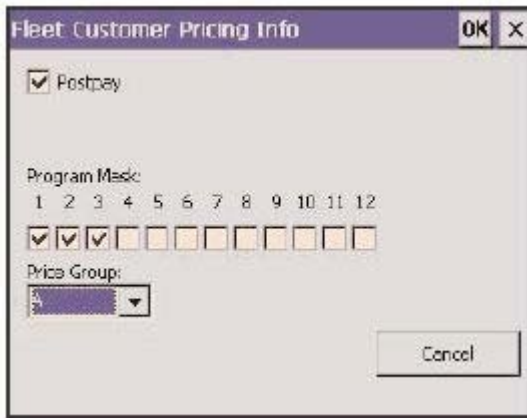 Fleet Customer Pricing Info OK X
Postpay
Program Mask:
1 2 3 4 5 6 7 8 9 10 11 12
Price Group:
A
Cancel